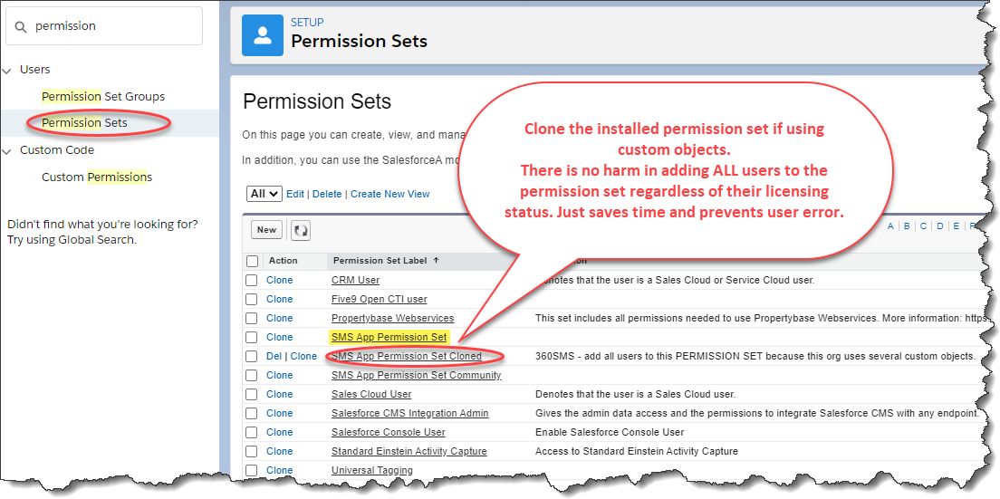 permission
Users
Permission Set Groups
Permission Sets
Custom Code
Custom Permissions
Didn't find what you're looking for?
Try using Global Search.
SETUP
Permission Sets
Permission Sets
On this page you can create, view, and mana
In addition, you can use the SalesforceA mo
Clone the installed permission set if using
custom objects.
There is no harm in adding ALL users to the
permission set regardless of their licensing
status. Just saves time and prevents user error.
All Edit | Delete | Create New View
New
A | B | C | D | E |
Action Permission Set Label ↑
Clone CRM User notes that the user is a Sales Cloud or Service Cloud user.
Clone Five9 Open CTI user
Clone Propertybase Webservices This set includes all permissions needed to use Propertybase Webservices. More information: https
Clone SMS App Permission Set
Del | Clone SMS App Permission Set Cloned 360SMS - add all users to this PERMISSION SET because this org uses several custom objects.
Clone SMS App Permission Set Community
Clone Sales Cloud User Denotes that the user is a Sales Cloud user.
Clone Salesforce CMS Integration Admin Gives the admin data access and the permissions to integrate Salesforce CMS with any endpoint.
Clone Salesforce Console User Enable Salesforce Console User
Clone Standard Einstein Activity Capture Access to Standard Einstein Activity Capture
Clone Universal Tagging